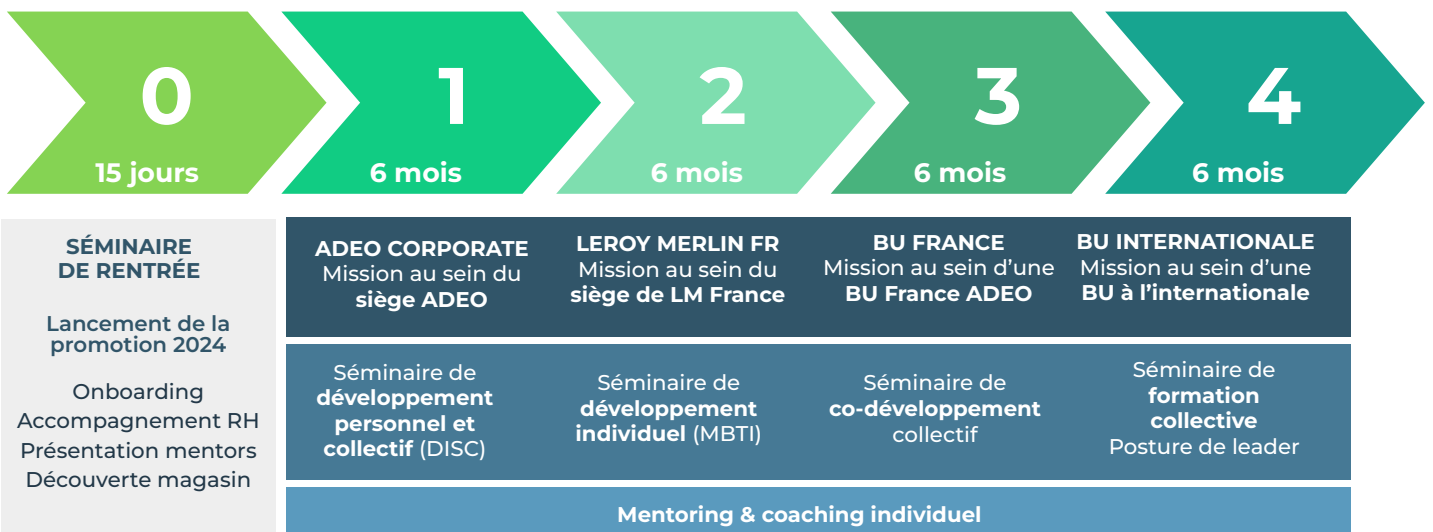 0
15 jours
1
6 mois
2
6 mois
3
6 mois
4
6 mois
SÉMINAIRE
DE RENTRÉE
Lancement de la
promotion 2024
Onboarding
Accompagnement RH
Présentation mentors
Découverte magasin
ADEO CORPORATE
Mission au sein du
siège ADEO
LEROY MERLIN FR
Mission au sein du
siège de LM France
BU FRANCE
Mission au sein d’une
BU France ADEO
BU INTERNATIONALE
Mission au sein d’une
BU à l’internationale
Séminaire de
développement
personnel et
collectif (DISC)
Séminaire de
développement
individuel (MBTI)
Séminaire de
co-développement
collectif
Séminaire de
formation
collective
Posture de leader
Mentoring & coaching individuel